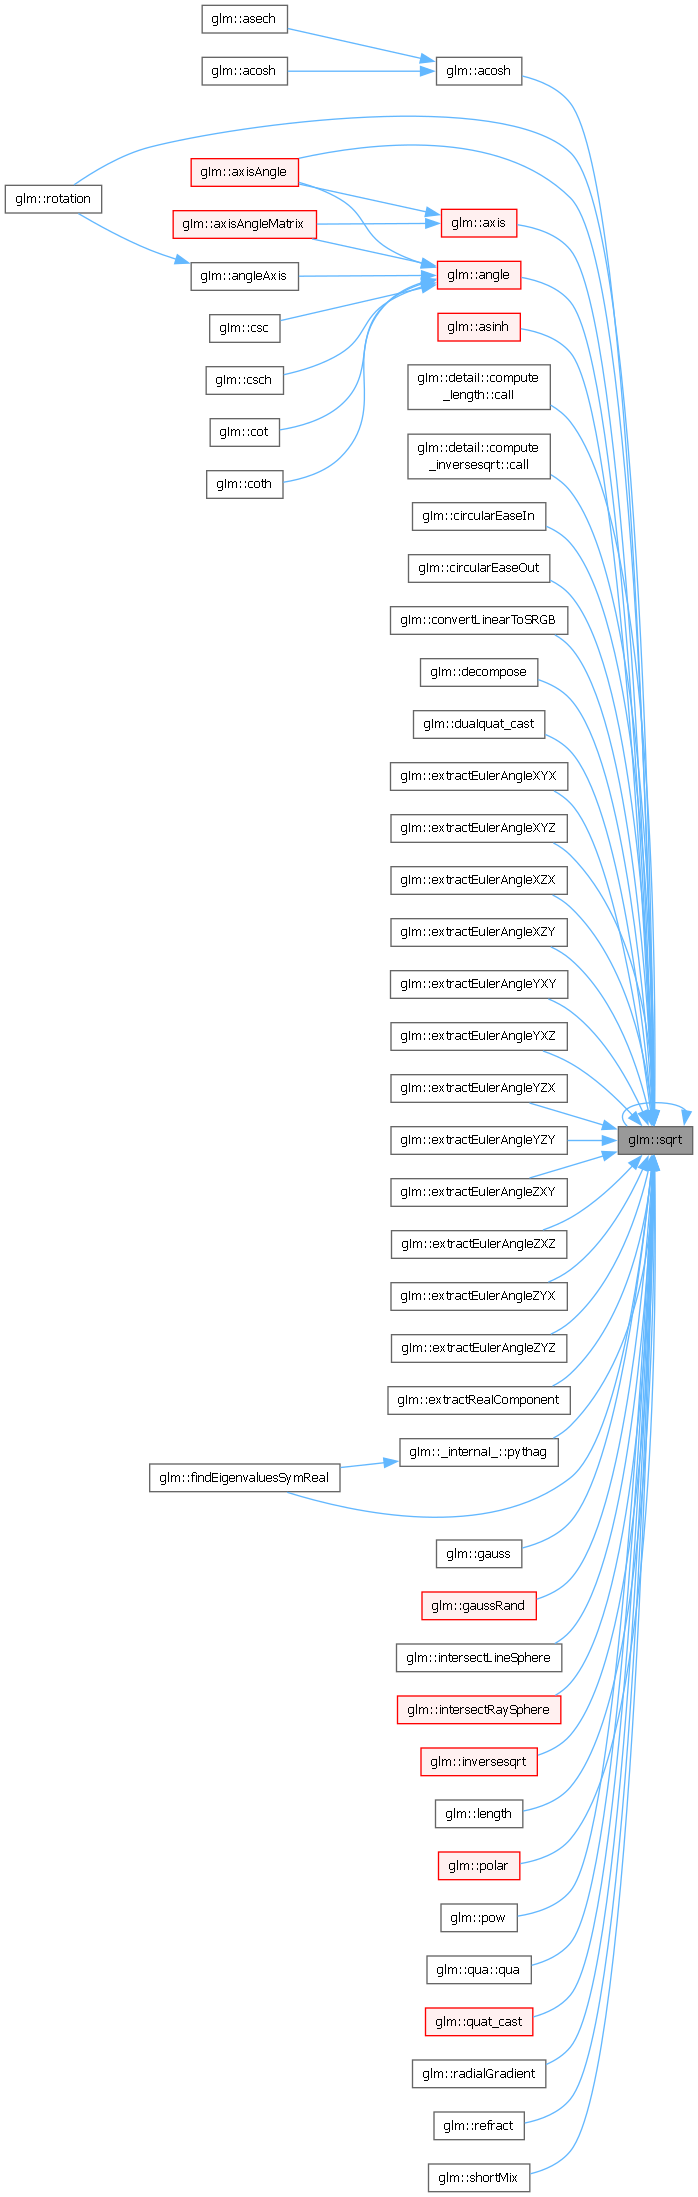 glm::asech
glm::acosh
glm::acosh
glm::rotation
glm::axisAngle
glm::axisAngleMatrix
glm::axis
glm::angleAxis
glm::angle
glm::csc
glm::asinh
glm::csch
glm::detail::compute
_length::call
glm::cot
glm::detail::compute
_inversesqrt::call
glm::coth
glm::circularEaseIn
glm::circularEaseOut
glm::convertLinearToSRGB
glm::decompose
glm::dualquat_cast
glm::extractEulerAngleXYX
glm::extractEulerAngleXYZ
glm::extractEulerAngleXZX
glm::extractEulerAngleXZY
glm::extractEulerAngleYXY
glm::extractEulerAngleYXZ
glm::extractEulerAngleYZX
glm::extractEulerAngleYZY
glm::sqrt
glm::extractEulerAngleZXY
glm::extractEulerAngleZXZ
glm::extractEulerAngleZYX
glm::extractEulerAngleZYZ
glm::extractRealComponent
glm::_internal_::pythag
glm::findEigenvaluesSymReal
glm::gauss
glm::gaussRand
glm::intersectLineSphere
glm::intersectRaySphere
glm::inversesqrt
glm::length
glm::polar
glm::pow
glm::qua::qua
glm::quat_cast
glm::radialGradient
glm::refract
glm::shortMix